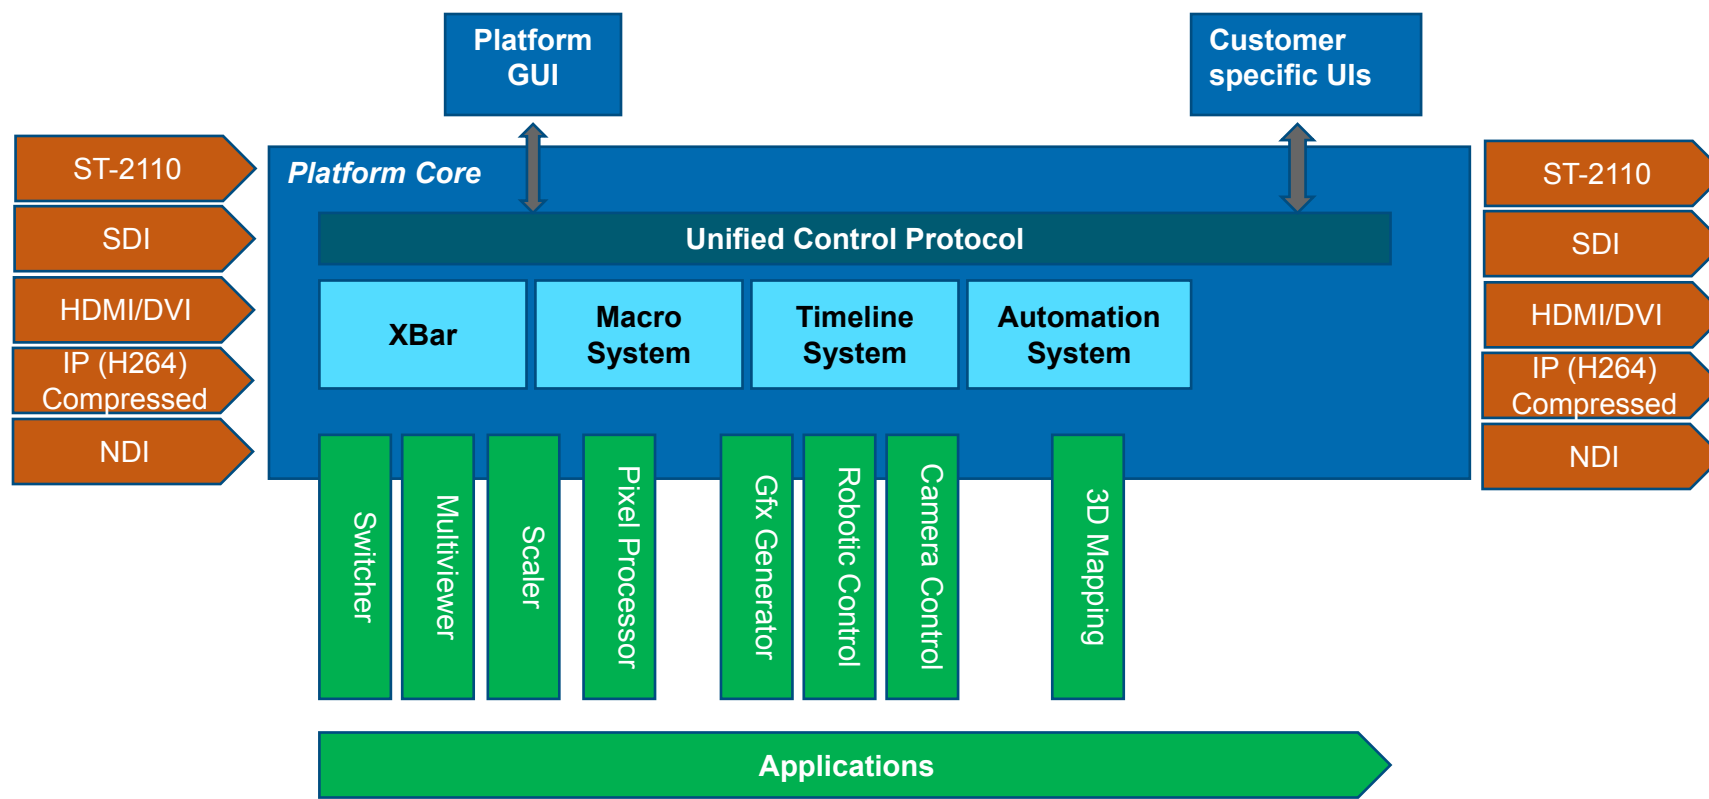 Platform
GUI
Customer
specific UIs
ST-2110
SDI
HDMI/DVI
IP (H264)
Compressed
NDI
Platform Core
Unified Control Protocol
XBar
Macro
System
Timeline
System
Automation
System
ST-2110
SDI
HDMI/DVI
IP (H264)
Compressed
NDI
Switcher
Multiviewer
Scaler
Pixel Processor
Gfx Generator
Robotic Control
Camera Control
3D Mapping
Applications